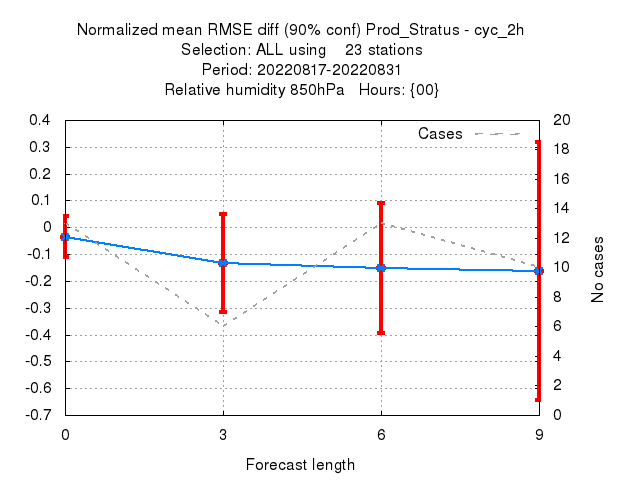 Normalized mean RMSE diff (90% conf) Prod_Stratus - cyc_2h
Selection: ALL using    23 stations
Period: 20220817-20220831
Relative humidity 850hPa   Hours: {00}
Cases
0.4
0.3
0.2
0.1
0
-0.1
-0.2
-0.3
-0.4
-0.5
-0.6
-0.7
20
18
16
14
12
10
8
6
4
2
0
No cases
0 3 6 9
Forecast length